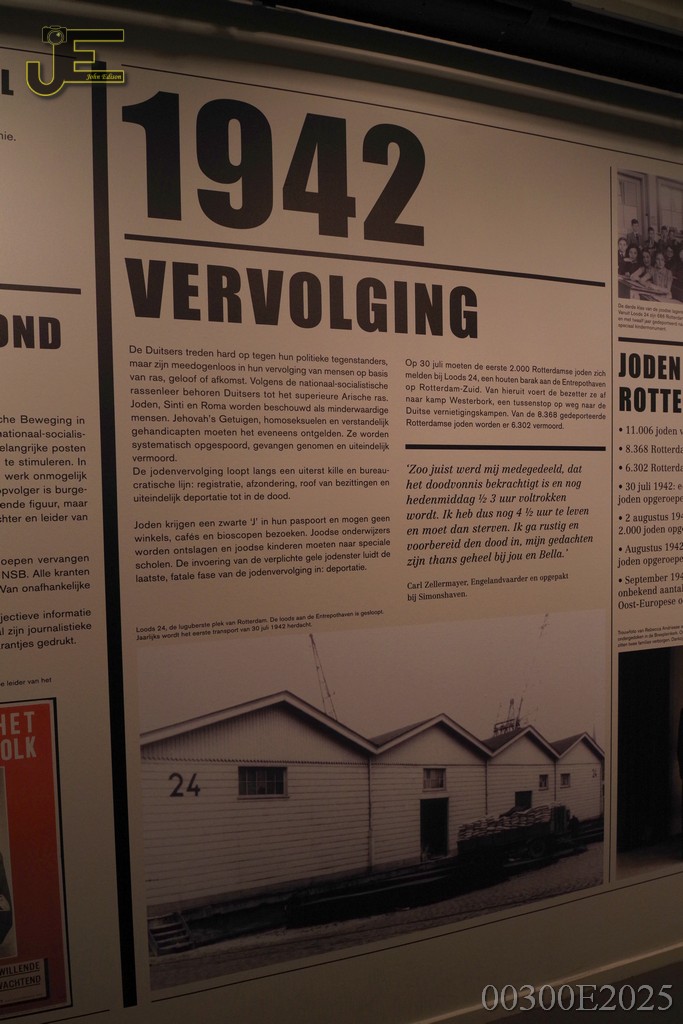 John Edison
L
nie.
OND
che Beweging in
nationaal-socialis-
elangrijke posten
te stimuleren. In
werk onmogelijk
opvolger is burge-
ende figuur, maar
chter en leider van
oepen vervangen
NSB. Alle kranten
Van onafhankelijke
jectieve informatie
al zijn journalistieke
krantjes gedrukt.
e leider van het
HET
OLK
WILLENDE
WACHTEND
1942
VERVOLGING
De Duitsers treden hard op tegen hun politieke tegenstanders,
maar zijn meedogenloos in hun vervolging van mensen op basis
van ras, geloof of afkomst. Volgens de nationaal-socialistische
rassenleer behoren Duitsers tot het superieure Arische ras.
Joden, Sinti en Roma worden beschouwd als minderwaardige
mensen. Jehovah's Getuigen, homoseksuelen en verstandelijk
gehandicapten moeten het eveneens ontgelden. Ze worden
systematisch opgespoord, gevangen genomen en uiteindelijk
vermoord.
De jodenvervolging loopt langs een uiterst kille en bureau-
cratische lijn: registratie, afzondering, roof van bezittingen en
uiteindelijk deportatie tot in de dood.
Joden krijgen een zwarte 'J' in hun paspoort en mogen geen
winkels, cafés en bioscopen bezoeken. Joodse onderwijzers
worden ontslagen en joodse kinderen moeten naar speciale
scholen. De invoering van de verplichte gele jodenster luidt de
laatste, fatale fase van de jodenvervolging in: deportatie.
Op 30 juli moeten de eerste 2.000 Rotterdamse joden zich
melden bij Loods 24, een houten barak aan de Entrepothaven
op Rotterdam-Zuid. Van hieruit voert de bezetter ze af
naar kamp Westerbork, een tussenstop op weg naar de
Duitse vernietigingskampen. Van de 8.368 gedeporteerde
Rotterdamse joden worden er 6.302 vermoord.
'Zoo juist werd mij medegedeeld, dat
het doodvonnis bekrachtigt is en nog
hedenmiddag ½ 3 uur voltrokken
wordt. Ik heb dus nog 4 ½ uur te leven
en moet dan sterven. Ik ga rustig en
voorbereid den dood in, mijn gedachten
zijn thans geheel bij jou en Bella.'
Carl Zellermayer, Engelandvaarder en opgepakt
bij Simonshaven.
Loods 24, de lugubere plek van Rotterdam. De loods aan de Entrepothaven is gesloopt.
Jaarlijks wordt het eerste transport van 30 juli 1942 herdacht.
24
JODEN
ROTTE
• 11.006 joden
• 8.368 Rotterda
• 6.302 Rotterda
• 30 juli 1942: e
joden opgeroepe
• 2 augustus 194
2.000 joden opg
• Augustus 1942
joden opgeroepe
• September 194
onbekend aantal
Oost-Europese o
00300E2025